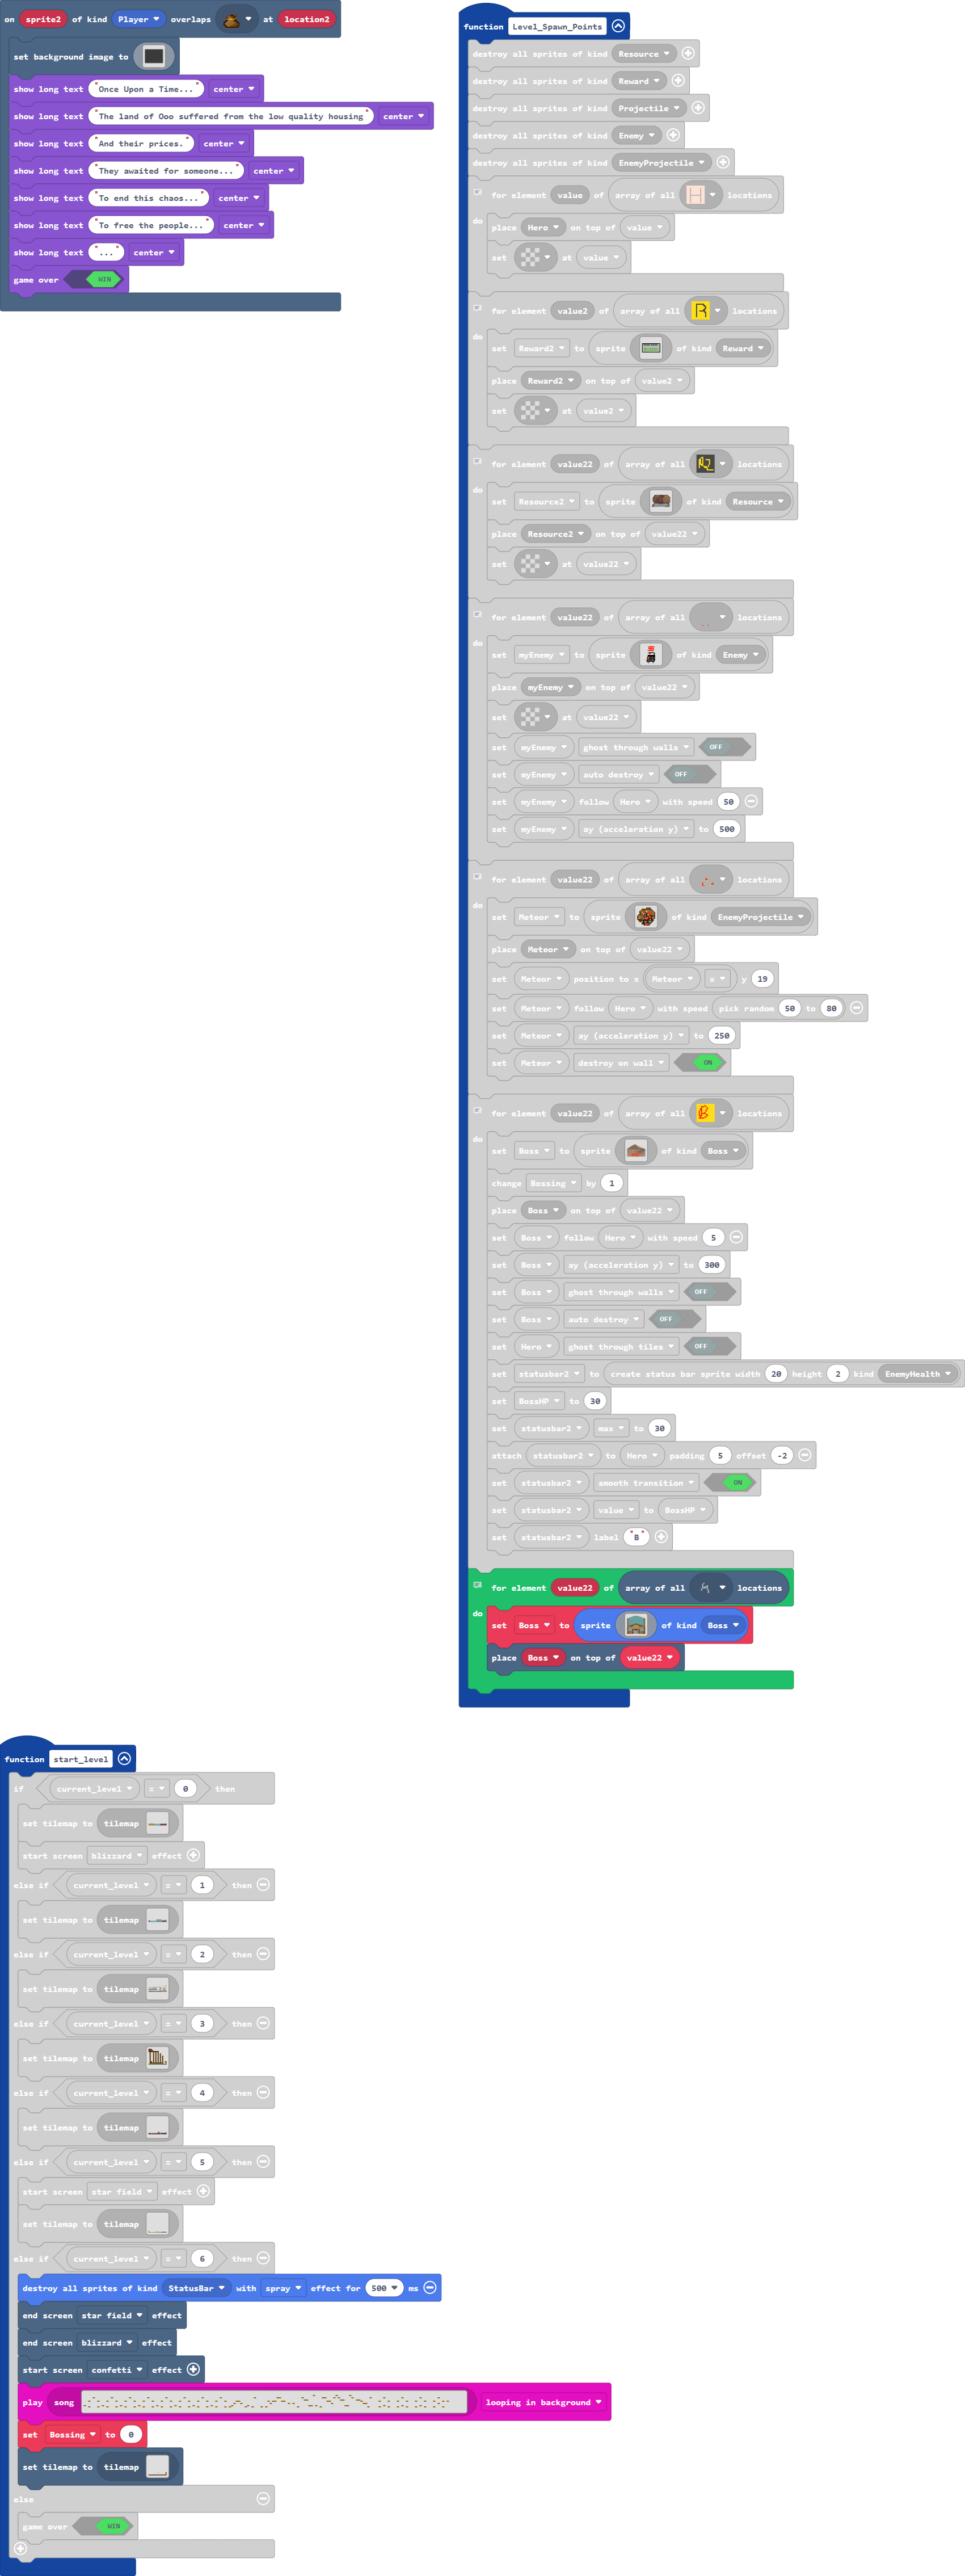 on sprite2 of kind Player overlaps at location2
set background image to
show long text "Once Upon a Time..." center
show long text "The land of Ooo suffered from the low quality housing" center
show long text "And their prices." center
show long text "They awaited for someone..." center
show long text "To end this chaos..." center
show long text "To free the people..." center
show long text "..." center
game over WIN
function Level_Spawn_Points
destroy all sprites of kind Resource
destroy all sprites of kind Reward
destroy all sprites of kind Projectile
destroy all sprites of kind Enemy
destroy all sprites of kind EnemyProjectile
for element value of array of all H locations
do
place Hero on top of value
set at value
for element value2 of array of all R locations
do
set Reward2 to sprite of kind Reward
place Reward2 on top of value2
set at value2
for element value22 of array of all R2 locations
do
set Resource2 to sprite of kind Resource
place Resource2 on top of value22
set at value22
for element value22 of array of all locations
do
set myEnemy to sprite of kind Enemy
place myEnemy on top of value22
set at value22
set myEnemy ghost through walls OFF
set myEnemy auto destroy OFF
set myEnemy follow Hero with speed 50
set myEnemy ay (acceleration y) to 500
for element value22 of array of all locations
do
set Meteor to sprite of kind EnemyProjectile
place Meteor on top of value22
set Meteor position to x Meteor x y 19
set Meteor follow Hero with speed pick random 50 to 80
set Meteor ay (acceleration y) to 250
set Meteor destroy on wall ON
for element value22 of array of all B locations
do
set Boss to sprite of kind Boss
change Bossing by 1
place Boss on top of value22
set Boss follow Hero with speed 5
set Boss ay (acceleration y) to 300
set Boss ghost through walls OFF
set Boss auto destroy OFF
set Hero ghost through tiles OFF
set statusbar2 to create status bar sprite width 20 height 2 kind EnemyHealth
set BossHP to 30
set statusbar2 max to 30
attach statusbar2 to Hero padding 5 offset -2
set statusbar2 smooth transition ON
set statusbar2 value to BossHP
set statusbar2 label "B"
for element value22 of array of all locations
do
set Boss to sprite of kind Boss
place Boss on top of value22
function start_level
if current_level = 0 then
set tilemap to tilemap
start screen blizzard effect
else if current_level = 1 then
set tilemap to tilemap
else if current_level = 2 then
set tilemap to tilemap
else if current_level = 3 then
set tilemap to tilemap
else if current_level = 4 then
set tilemap to tilemap
else if current_level = 5 then
start screen star field effect
set tilemap to tilemap
else if current_level = 6 then
destroy all sprites of kind StatusBar with spray effect for 500 ms
end screen star field effect
end screen blizzard effect
start screen confetti effect
play song looping in background
set Bossing to 0
set tilemap to tilemap
else
game over WIN